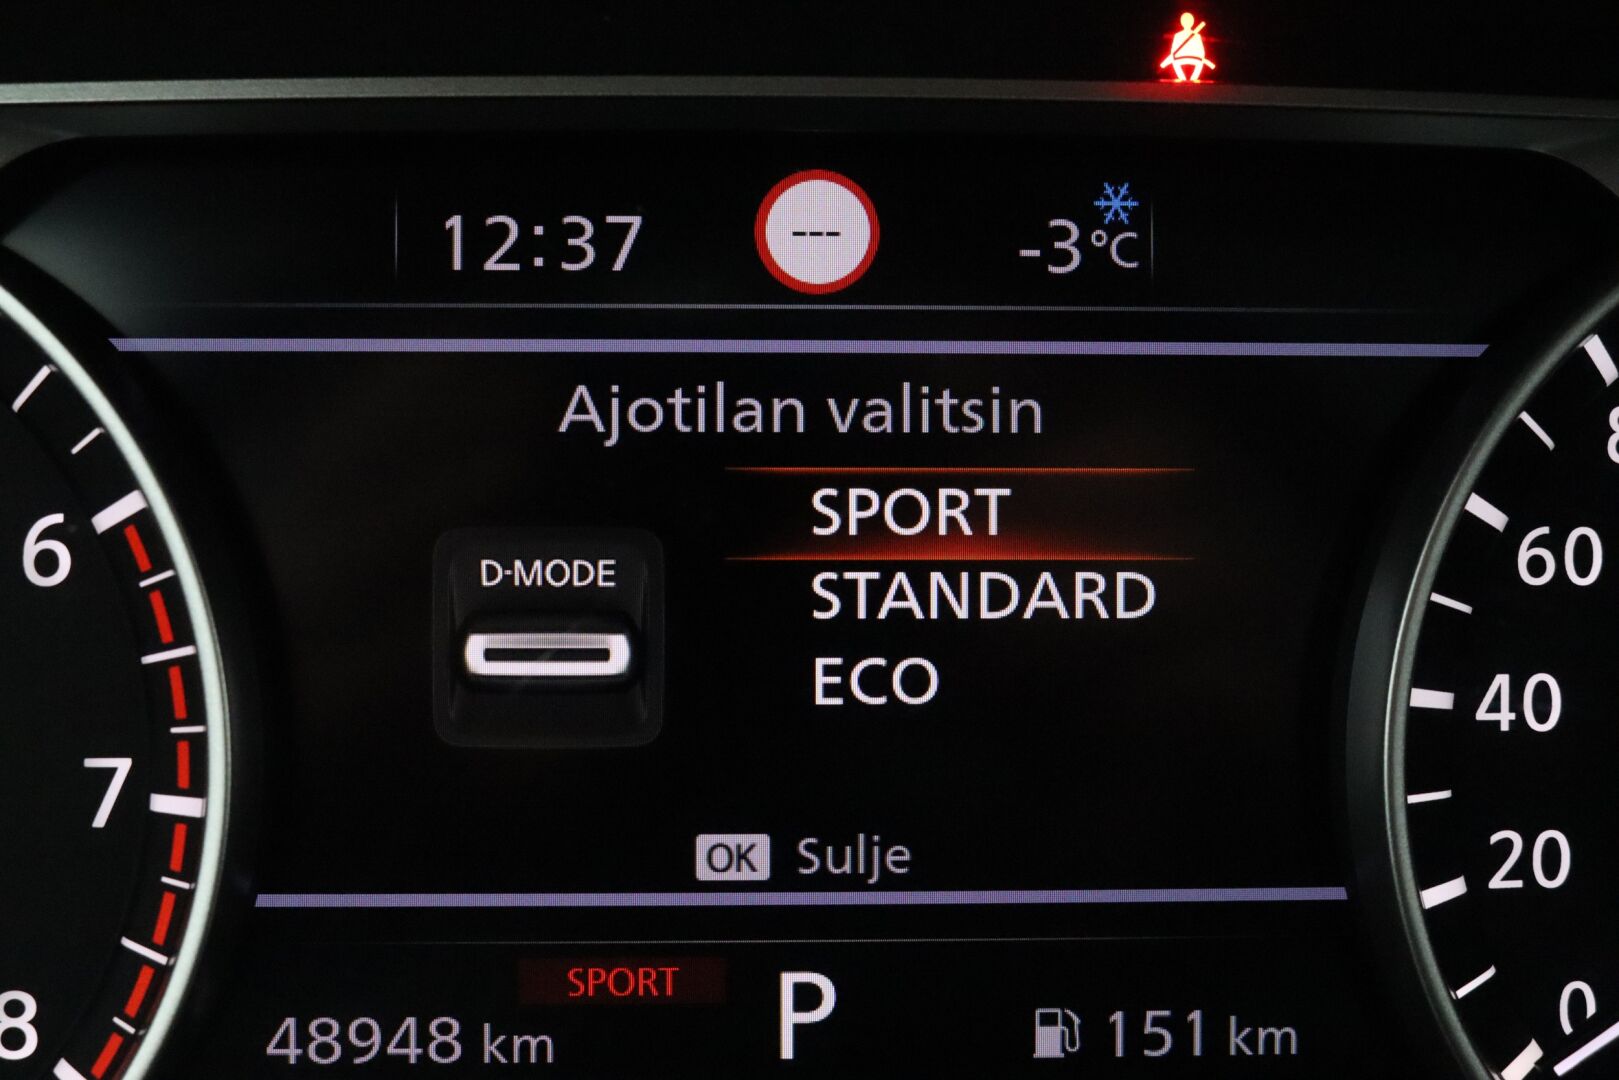 12:37
---
-3°C
Ajotilan valitsin
SPORT
D-MODE
STANDARD
ECO
OK Sulje
SPORT
P
48948 km
151 km
6
7
8
60
40
20
0